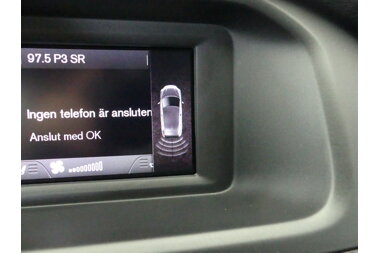 97.5 P3 SR
Ingen telefon är ansluten
Anslut med OK